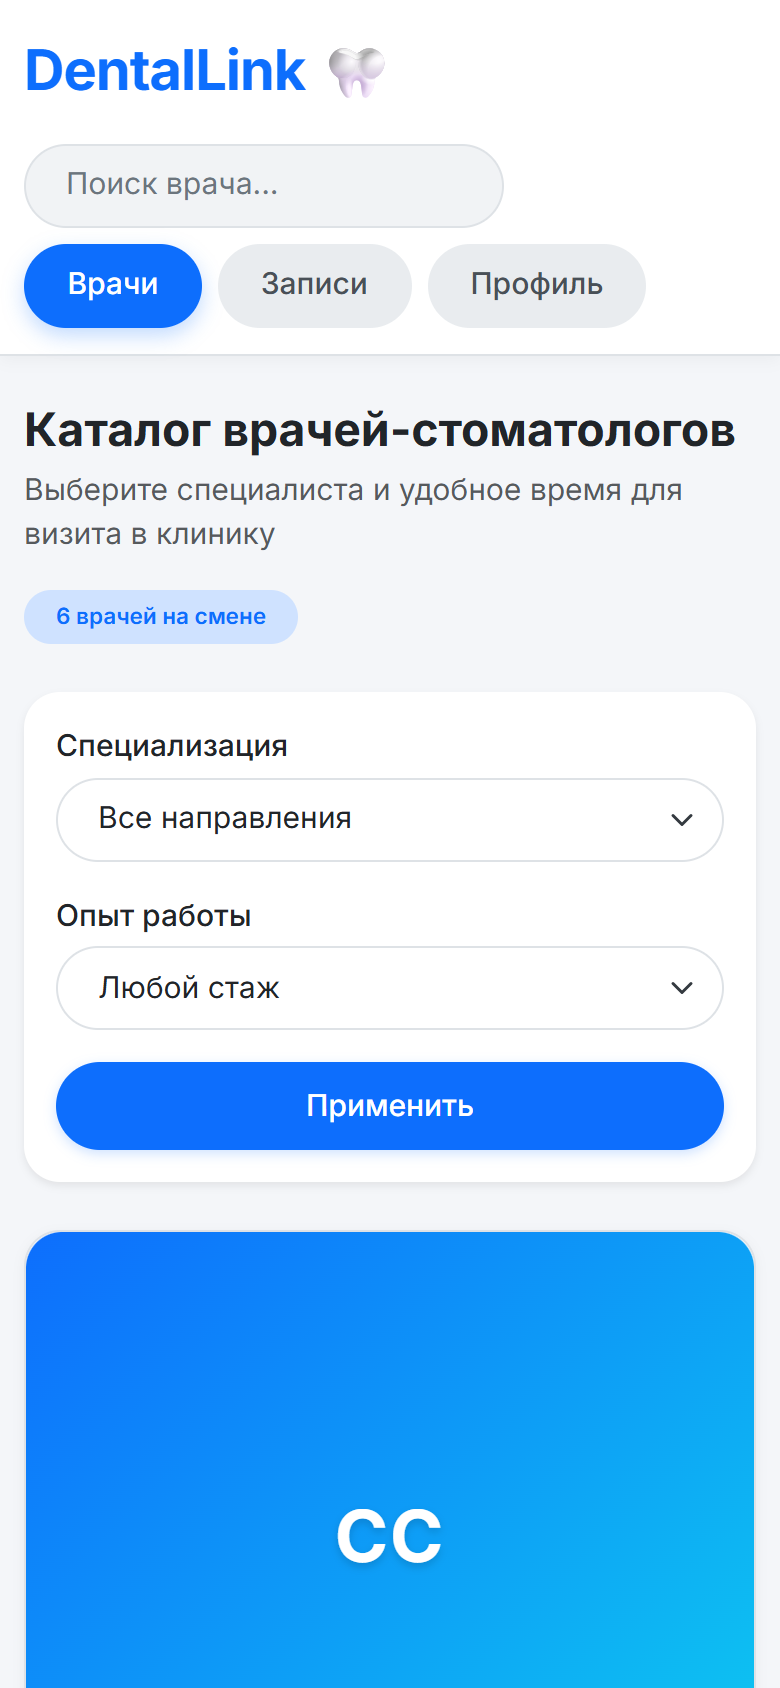 DentalLink 🦷
Поиск врача...
Врачи
Записи
Профиль
Каталог врачей-стоматологов
Выберите специалиста и удобное время для
визита в клинику
6 врачей на смене
Специализация
Все направления
Опыт работы
Любой стаж
Применить
СС